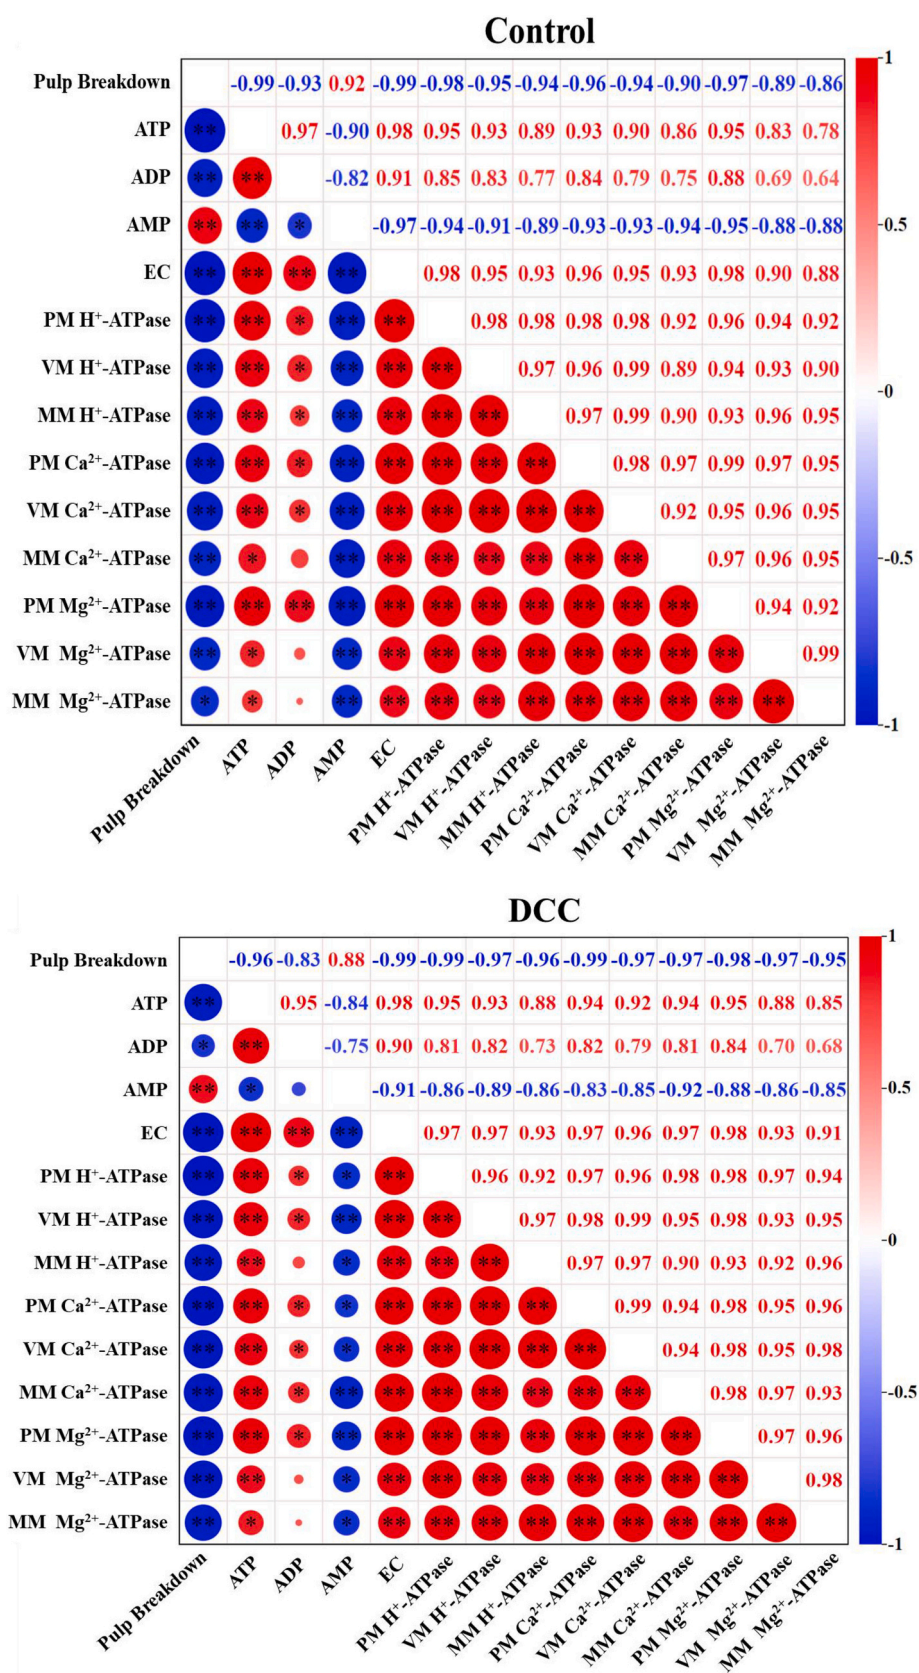 Control
Pulp Breakdown -0.99 -0.93 0.92 -0.99 -0.98 -0.95 -0.94 -0.96 -0.94 -0.90 -0.97 -0.89 -0.86
1
ATP ** 0.97 -0.90 0.98 0.95 0.93 0.89 0.93 0.90 0.86 0.95 0.83 0.78
ADP ** ** -0.82 0.91 0.85 0.83 0.77 0.84 0.79 0.75 0.88 0.69 0.64
AMP ** ** * -0.97 -0.94 -0.91 -0.89 -0.93 -0.93 -0.94 -0.95 -0.88 -0.88
0.5
EC ** ** ** ** 0.98 0.95 0.93 0.96 0.95 0.93 0.98 0.90 0.88
PM H⁺-ATPase ** ** * ** ** 0.98 0.98 0.98 0.98 0.92 0.96 0.94 0.92
VM H⁺-ATPase ** ** * ** ** ** 0.97 0.96 0.99 0.89 0.94 0.93 0.90
0
MM H⁺-ATPase ** ** * ** ** ** ** 0.97 0.99 0.90 0.93 0.96 0.95
PM Ca²⁺-ATPase ** ** * ** ** ** ** ** 0.98 0.97 0.99 0.97 0.95
VM Ca²⁺-ATPase ** ** * ** ** ** ** ** ** 0.92 0.95 0.96 0.95
MM Ca²⁺-ATPase ** * ** ** ** ** ** ** ** 0.97 0.96 0.95
-0.5
PM Mg²⁺-ATPase ** ** ** ** ** ** ** ** ** ** ** 0.94 0.92
VM Mg²⁺-ATPase ** * ** ** ** ** ** ** ** ** ** 0.99
MM Mg²⁺-ATPase * * ** ** ** ** ** ** ** ** ** **
-1
Pulp Breakdown
ATP
ADP
AMP
EC
PM H⁺-ATPase
VM H⁺-ATPase
MM H⁺-ATPase
PM Ca²⁺-ATPase
VM Ca²⁺-ATPase
MM Ca²⁺-ATPase
PM Mg²⁺-ATPase
VM Mg²⁺-ATPase
MM Mg²⁺-ATPase
DCC
1
Pulp Breakdown -0.96 -0.83 0.88 -0.99 -0.99 -0.97 -0.96 -0.99 -0.97 -0.97 -0.98 -0.97 -0.95
ATP ** 0.95 -0.84 0.98 0.95 0.93 0.88 0.94 0.92 0.94 0.95 0.88 0.85
ADP * ** -0.75 0.90 0.81 0.82 0.73 0.82 0.79 0.81 0.84 0.70 0.68
AMP ** * -0.91 -0.86 -0.89 -0.86 -0.83 -0.85 -0.92 -0.88 -0.86 -0.85
0.5
EC ** ** ** ** 0.97 0.97 0.93 0.97 0.96 0.97 0.98 0.93 0.91
PM H⁺-ATPase ** ** * * ** 0.96 0.92 0.97 0.96 0.98 0.98 0.97 0.94
VM H⁺-ATPase ** ** * ** ** ** 0.97 0.98 0.99 0.95 0.98 0.93 0.95
0
MM H⁺-ATPase ** ** * ** ** ** 0.97 0.97 0.90 0.93 0.92 0.96
PM Ca²⁺-ATPase ** ** * * ** ** ** ** 0.99 0.94 0.98 0.95 0.96
VM Ca²⁺-ATPase ** ** * * ** ** ** ** ** 0.94 0.98 0.95 0.98
MM Ca²⁺-ATPase ** ** * ** ** ** ** ** ** ** 0.98 0.97 0.93
-0.5
PM Mg²⁺-ATPase ** ** * ** ** ** ** ** ** ** ** 0.97 0.96
VM Mg²⁺-ATPase ** ** * ** ** ** ** ** ** ** ** 0.98
MM Mg²⁺-ATPase ** * * ** ** ** ** ** ** ** ** **
-1
Pulp Breakdown
ATP
ADP
AMP
EC
PM H⁺-ATPase
VM H⁺-ATPase
MM H⁺-ATPase
PM Ca²⁺-ATPase
VM Ca²⁺-ATPase
MM Ca²⁺-ATPase
PM Mg²⁺-ATPase
VM Mg²⁺-ATPase
MM Mg²⁺-ATPase